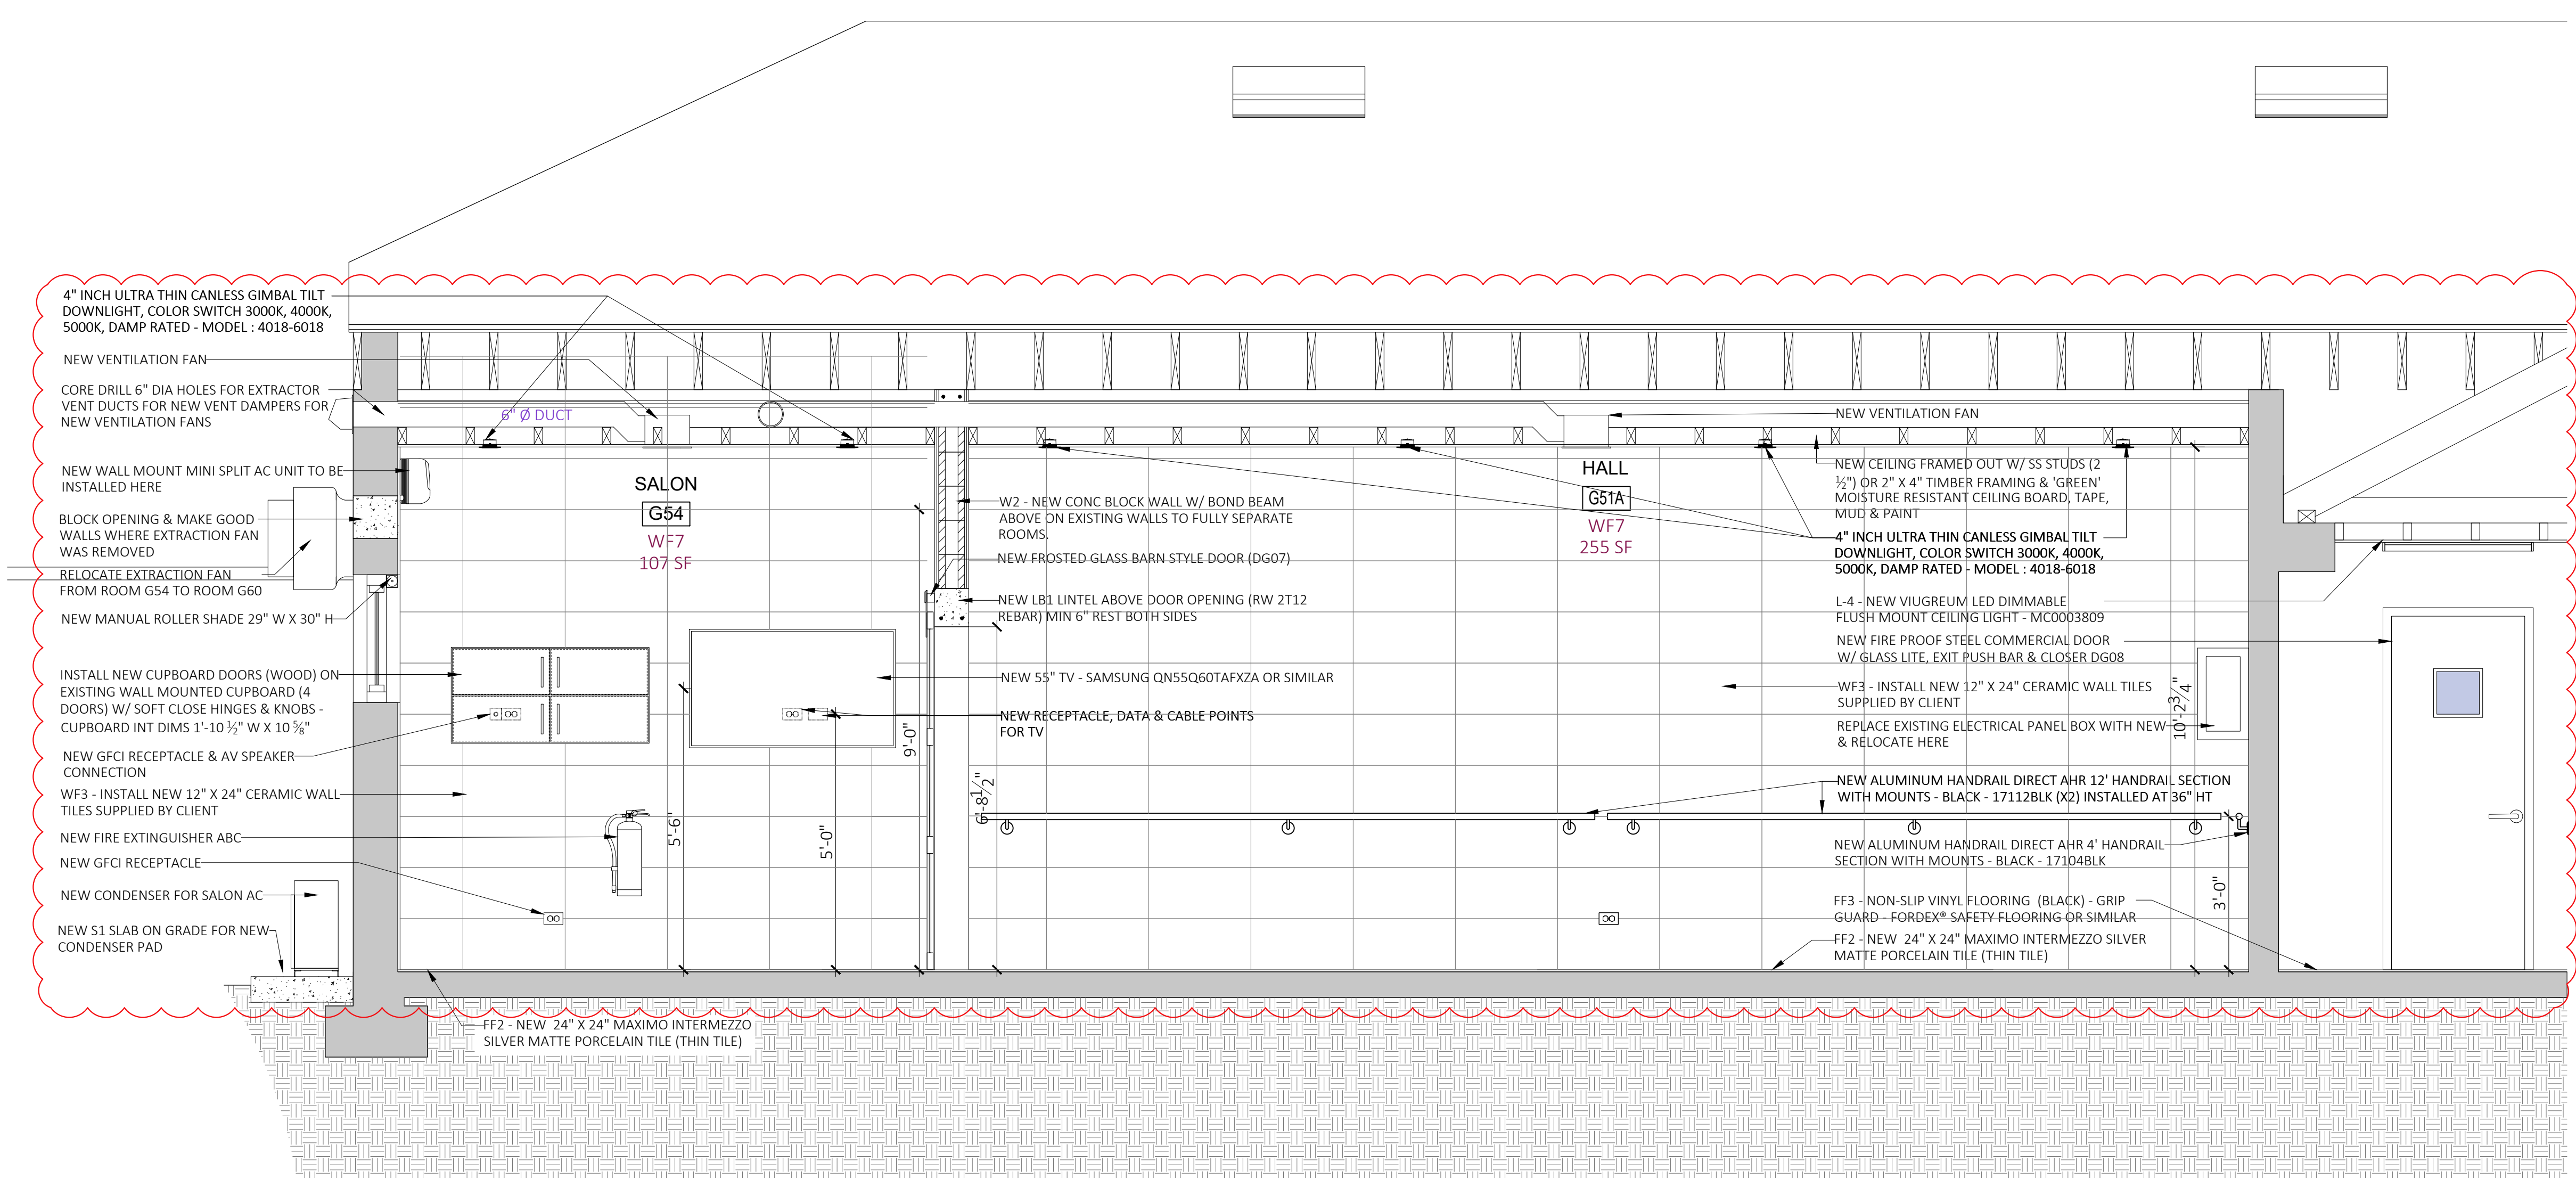 4" INCH ULTRA THIN CANLESS GIMBAL TILT
DOWNLIGHT, COLOR SWITCH 3000K, 4000K,
5000K, DAMP RATED - MODEL : 4018-6018
NEW VENTILATION FAN
CORE DRILL 6" DIA HOLES FOR EXTRACTOR
VENT DUCTS FOR NEW VENT DAMPERS FOR
NEW VENTILATION FANS
NEW WALL MOUNT MINI SPLIT AC UNIT TO BE
INSTALLED HERE
BLOCK OPENING & MAKE GOOD
WALLS WHERE EXTRACTION FAN
WAS REMOVED
RELOCATE EXTRACTION FAN
FROM ROOM G54 TO ROOM G60
NEW MANUAL ROLLER SHADE 29" W X 30" H
INSTALL NEW CUPBOARD DOORS (WOOD) ON
EXISTING WALL MOUNTED CUPBOARD (4
DOORS) W/ SOFT CLOSE HINGES & KNOBS -
CUPBOARD INT DIMS 1'-10 ½" W X 10 ⅝"
NEW GFCI RECEPTACLE & AV SPEAKER
CONNECTION
WF3 - INSTALL NEW 12" X 24" CERAMIC WALL
TILES SUPPLIED BY CLIENT
NEW FIRE EXTINGUISHER ABC
NEW GFCI RECEPTACLE
NEW CONDENSER FOR SALON AC
NEW S1 SLAB ON GRADE FOR NEW
CONDENSER PAD
6" Ø DUCT
SALON
G54
WF7
107 SF
5'-6"
5'-0"
9'-0"
6'-8½"
FF2 - NEW  24" X 24" MAXIMO INTERMEZZO
SILVER MATTE PORCELAIN TILE (THIN TILE)
W2 - NEW CONC BLOCK WALL W/ BOND BEAM
ABOVE ON EXISTING WALLS TO FULLY SEPARATE
ROOMS.
NEW FROSTED GLASS BARN STYLE DOOR (DG07)
NEW LB1 LINTEL ABOVE DOOR OPENING (RW 2T12
REBAR) MIN 6" REST BOTH SIDES
NEW 55" TV - SAMSUNG QN55Q60TAFXZA OR SIMILAR
NEW RECEPTACLE, DATA & CABLE POINTS
FOR TV
HALL
G51A
WF7
255 SF
NEW VENTILATION FAN
NEW CEILING FRAMED OUT W/ SS STUDS (2
½") OR 2" X 4" TIMBER FRAMING & 'GREEN'
MOISTURE RESISTANT CEILING BOARD, TAPE,
MUD & PAINT
4" INCH ULTRA THIN CANLESS GIMBAL TILT
DOWNLIGHT, COLOR SWITCH 3000K, 4000K,
5000K, DAMP RATED - MODEL : 4018-6018
L-4 - NEW VIUGREUM LED DIMMABLE
FLUSH MOUNT CEILING LIGHT - MC0003809
NEW FIRE PROOF STEEL COMMERCIAL DOOR
W/ GLASS LITE, EXIT PUSH BAR & CLOSER DG08
WF3 - INSTALL NEW 12" X 24" CERAMIC WALL TILES
SUPPLIED BY CLIENT
REPLACE EXISTING ELECTRICAL PANEL BOX WITH NEW
& RELOCATE HERE
10'-2¾"
NEW ALUMINUM HANDRAIL DIRECT AHR 12' HANDRAIL SECTION
WITH MOUNTS - BLACK - 17112BLK (X2) INSTALLED AT 36" HT
NEW ALUMINUM HANDRAIL DIRECT AHR 4' HANDRAIL
SECTION WITH MOUNTS - BLACK - 17104BLK
3'-0"
FF3 - NON-SLIP VINYL FLOORING  (BLACK) - GRIP
GUARD - FORDEX® SAFETY FLOORING OR SIMILAR
FF2 - NEW  24" X 24" MAXIMO INTERMEZZO SILVER
MATTE PORCELAIN TILE (THIN TILE)